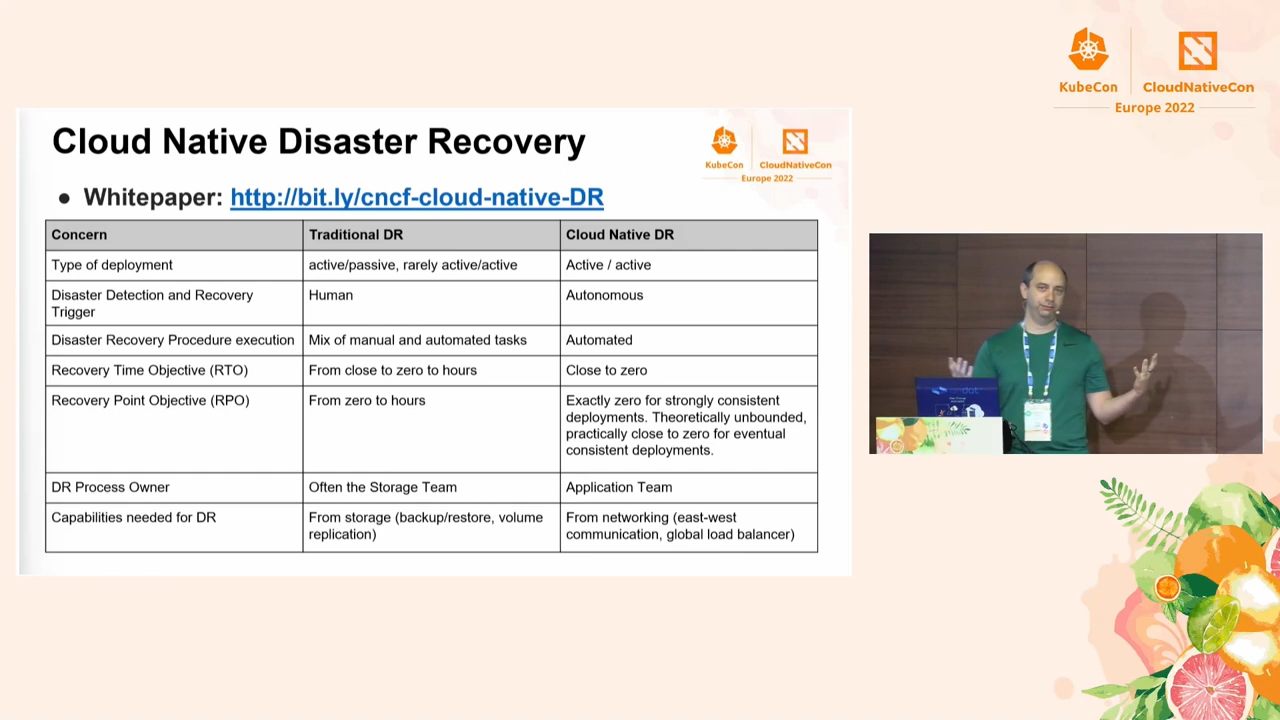 KubeCon
CloudNativeCon
Europe 2022
Cloud Native Disaster Recovery
KubeCon
CloudNativeCon
Europe 2022
● Whitepaper: http://bit.ly/cncf-cloud-native-DR
Concern Traditional DR Cloud Native DR
Type of deployment active/passive, rarely active/active Active / active
Disaster Detection and Recovery
Trigger
Human
Autonomous
Disaster Recovery Procedure execution Mix of manual and automated tasks Automated
Recovery Time Objective (RTO) From close to zero to hours Close to zero
Recovery Point Objective (RPO)
From zero to hours
Exactly zero for strongly consistent
deployments. Theoretically unbounded,
practically close to zero for eventual
consistent deployments.
DR Process Owner Often the Storage Team Application Team
Capabilities needed for DR
From storage (backup/restore, volume
replication)
From networking (east-west
communication, global load balancer)